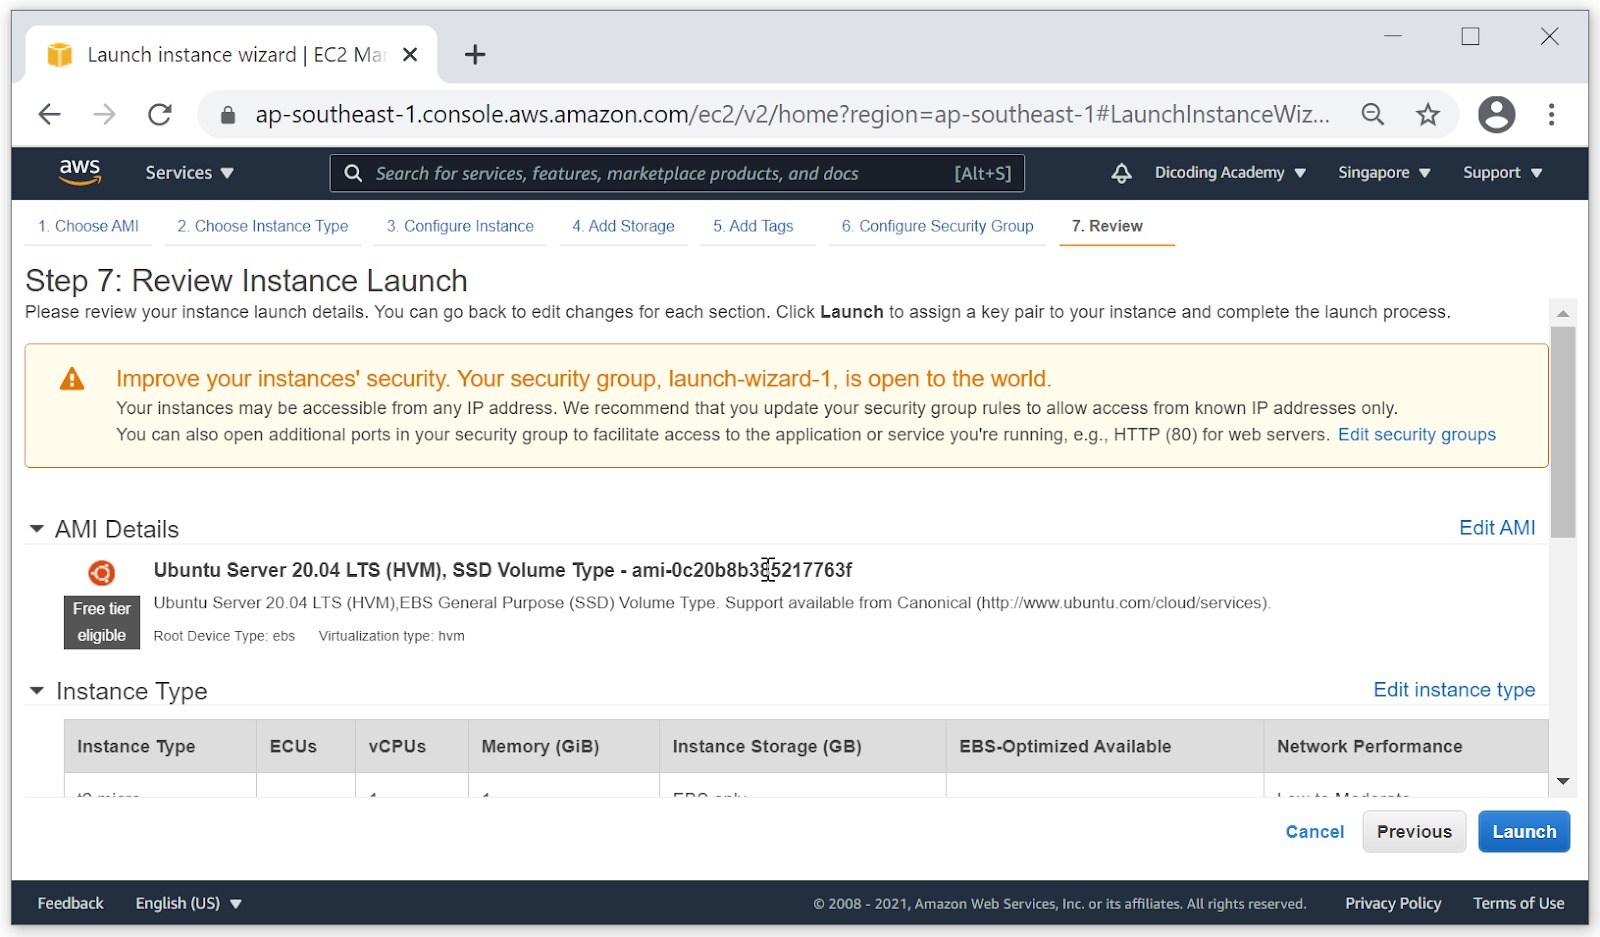 Launch instance wizard | EC2 Mar
ap-southeast-1.console.aws.amazon.com/ec2/v2/home?region=ap-southeast-1#LaunchInstanceWiz...
aws
Services
Search for services, features, marketplace products, and docs
[Alt+S]
Dicoding Academy
Singapore
Support
1. Choose AMI
2. Choose Instance Type
3. Configure Instance
4. Add Storage
5. Add Tags
6. Configure Security Group
7. Review
Step 7: Review Instance Launch
Please review your instance launch details. You can go back to edit changes for each section. Click Launch to assign a key pair to your instance and complete the launch process.
Improve your instances' security. Your security group, launch-wizard-1, is open to the world.
Your instances may be accessible from any IP address. We recommend that you update your security group rules to allow access from known IP addresses only.
You can also open additional ports in your security group to facilitate access to the application or service you're running, e.g., HTTP (80) for web servers. Edit security groups
AMI Details
Edit AMI
Ubuntu Server 20.04 LTS (HVM), SSD Volume Type - ami-0c20b8b385217763f
Free tier
eligible
Ubuntu Server 20.04 LTS (HVM),EBS General Purpose (SSD) Volume Type. Support available from Canonical (http://www.ubuntu.com/cloud/services).
Root Device Type: ebs Virtualization type: hvm
Instance Type
Edit instance type
Instance Type
ECUs
vCPUs
Memory (GiB)
Instance Storage (GB)
EBS-Optimized Available
Network Performance
Cancel
Previous
Launch
Feedback
English (US)
© 2008 - 2021, Amazon Web Services, Inc. or its affiliates. All rights reserved.
Privacy Policy
Terms of Use